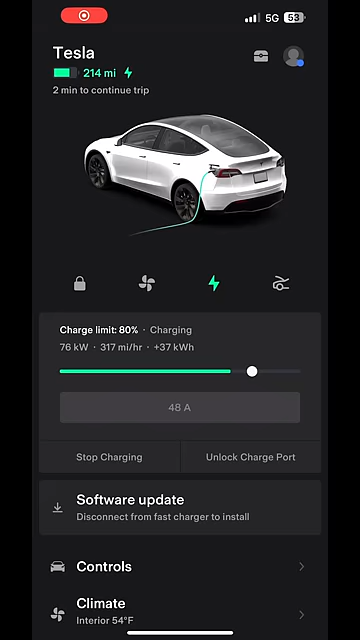 5G 53
Tesla
214 mi
2 min to continue trip
Charge limit: 80% · Charging
76 kW · 317 mi/hr · +37 kWh
48 A
Stop Charging
Unlock Charge Port
Software update
Disconnect from fast charger to install
Controls
Climate
Interior 54°F